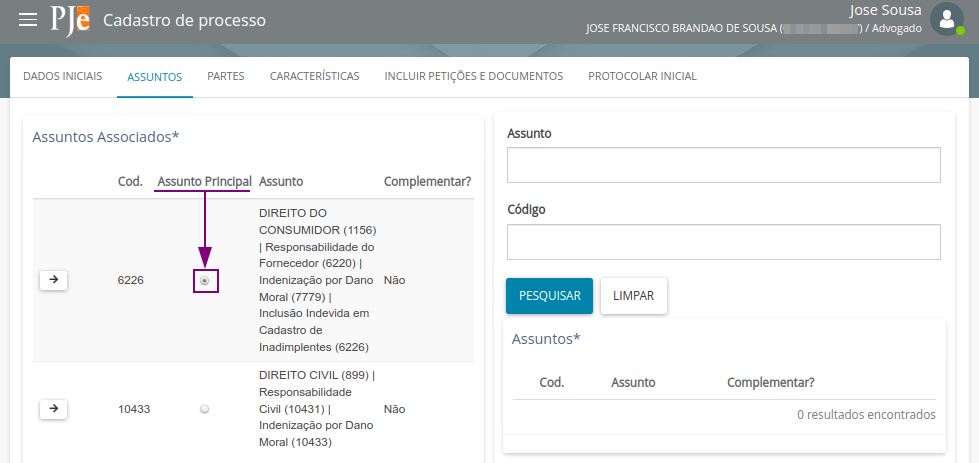 PJe Cadastro de processo
Jose Sousa
JOSE FRANCISCO BRANDAO DE SOUSA ( ) / Advogado
DADOS INICIAIS ASSUNTOS PARTES CARACTERÍSTICAS INCLUIR PETIÇÕES E DOCUMENTOS PROTOCOLAR INICIAL
Assuntos Associados*
Cod. Assunto Principal Assunto Complementar?
6226
DIREITO DO
CONSUMIDOR (1156)
| Responsabilidade do
Fornecedor (6220) |
Indenização por Dano
Moral (7779) |
Inclusão Indevida em
Cadastro de
Inadimplentes (6226)
Não
10433
DIREITO CIVIL (899) |
Responsabilidade
Civil (10431) |
Indenização por Dano
Moral (10433)
Não
Assunto
Código
PESQUISAR LIMPAR
Assuntos*
Cod. Assunto Complementar?
0 resultados encontrados